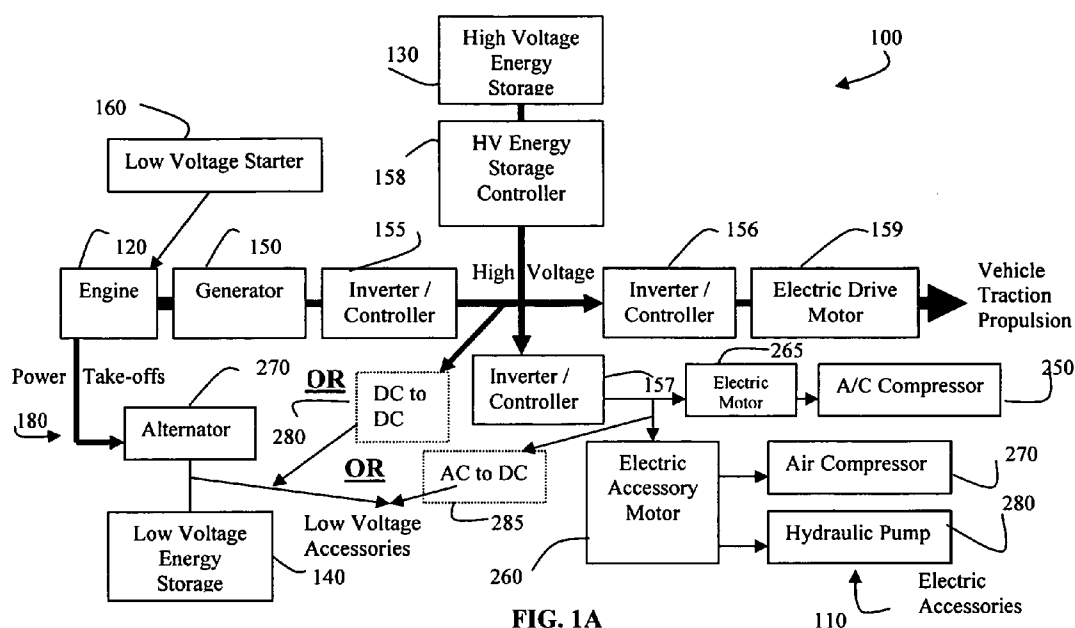 High Voltage
Energy
Storage
130
100
160
Low Voltage Starter
HV Energy
Storage
Controller
158
155
120
150
156
159
High Voltage
Engine
Generator
Inverter /
Controller
Inverter /
Controller
Electric Drive
Motor
Vehicle
Traction
Propulsion
Power Take-offs
270
OR
DC to
DC
280
Inverter /
Controller
157
265
Electric
Motor
A/C Compressor
250
180
Alternator
OR
AC to DC
285
Low Voltage
Accessories
Electric
Accessory
Motor
260
Air Compressor
270
Hydraulic Pump
280
Low Voltage
Energy
Storage
140
Electric
Accessories
110
FIG. 1A